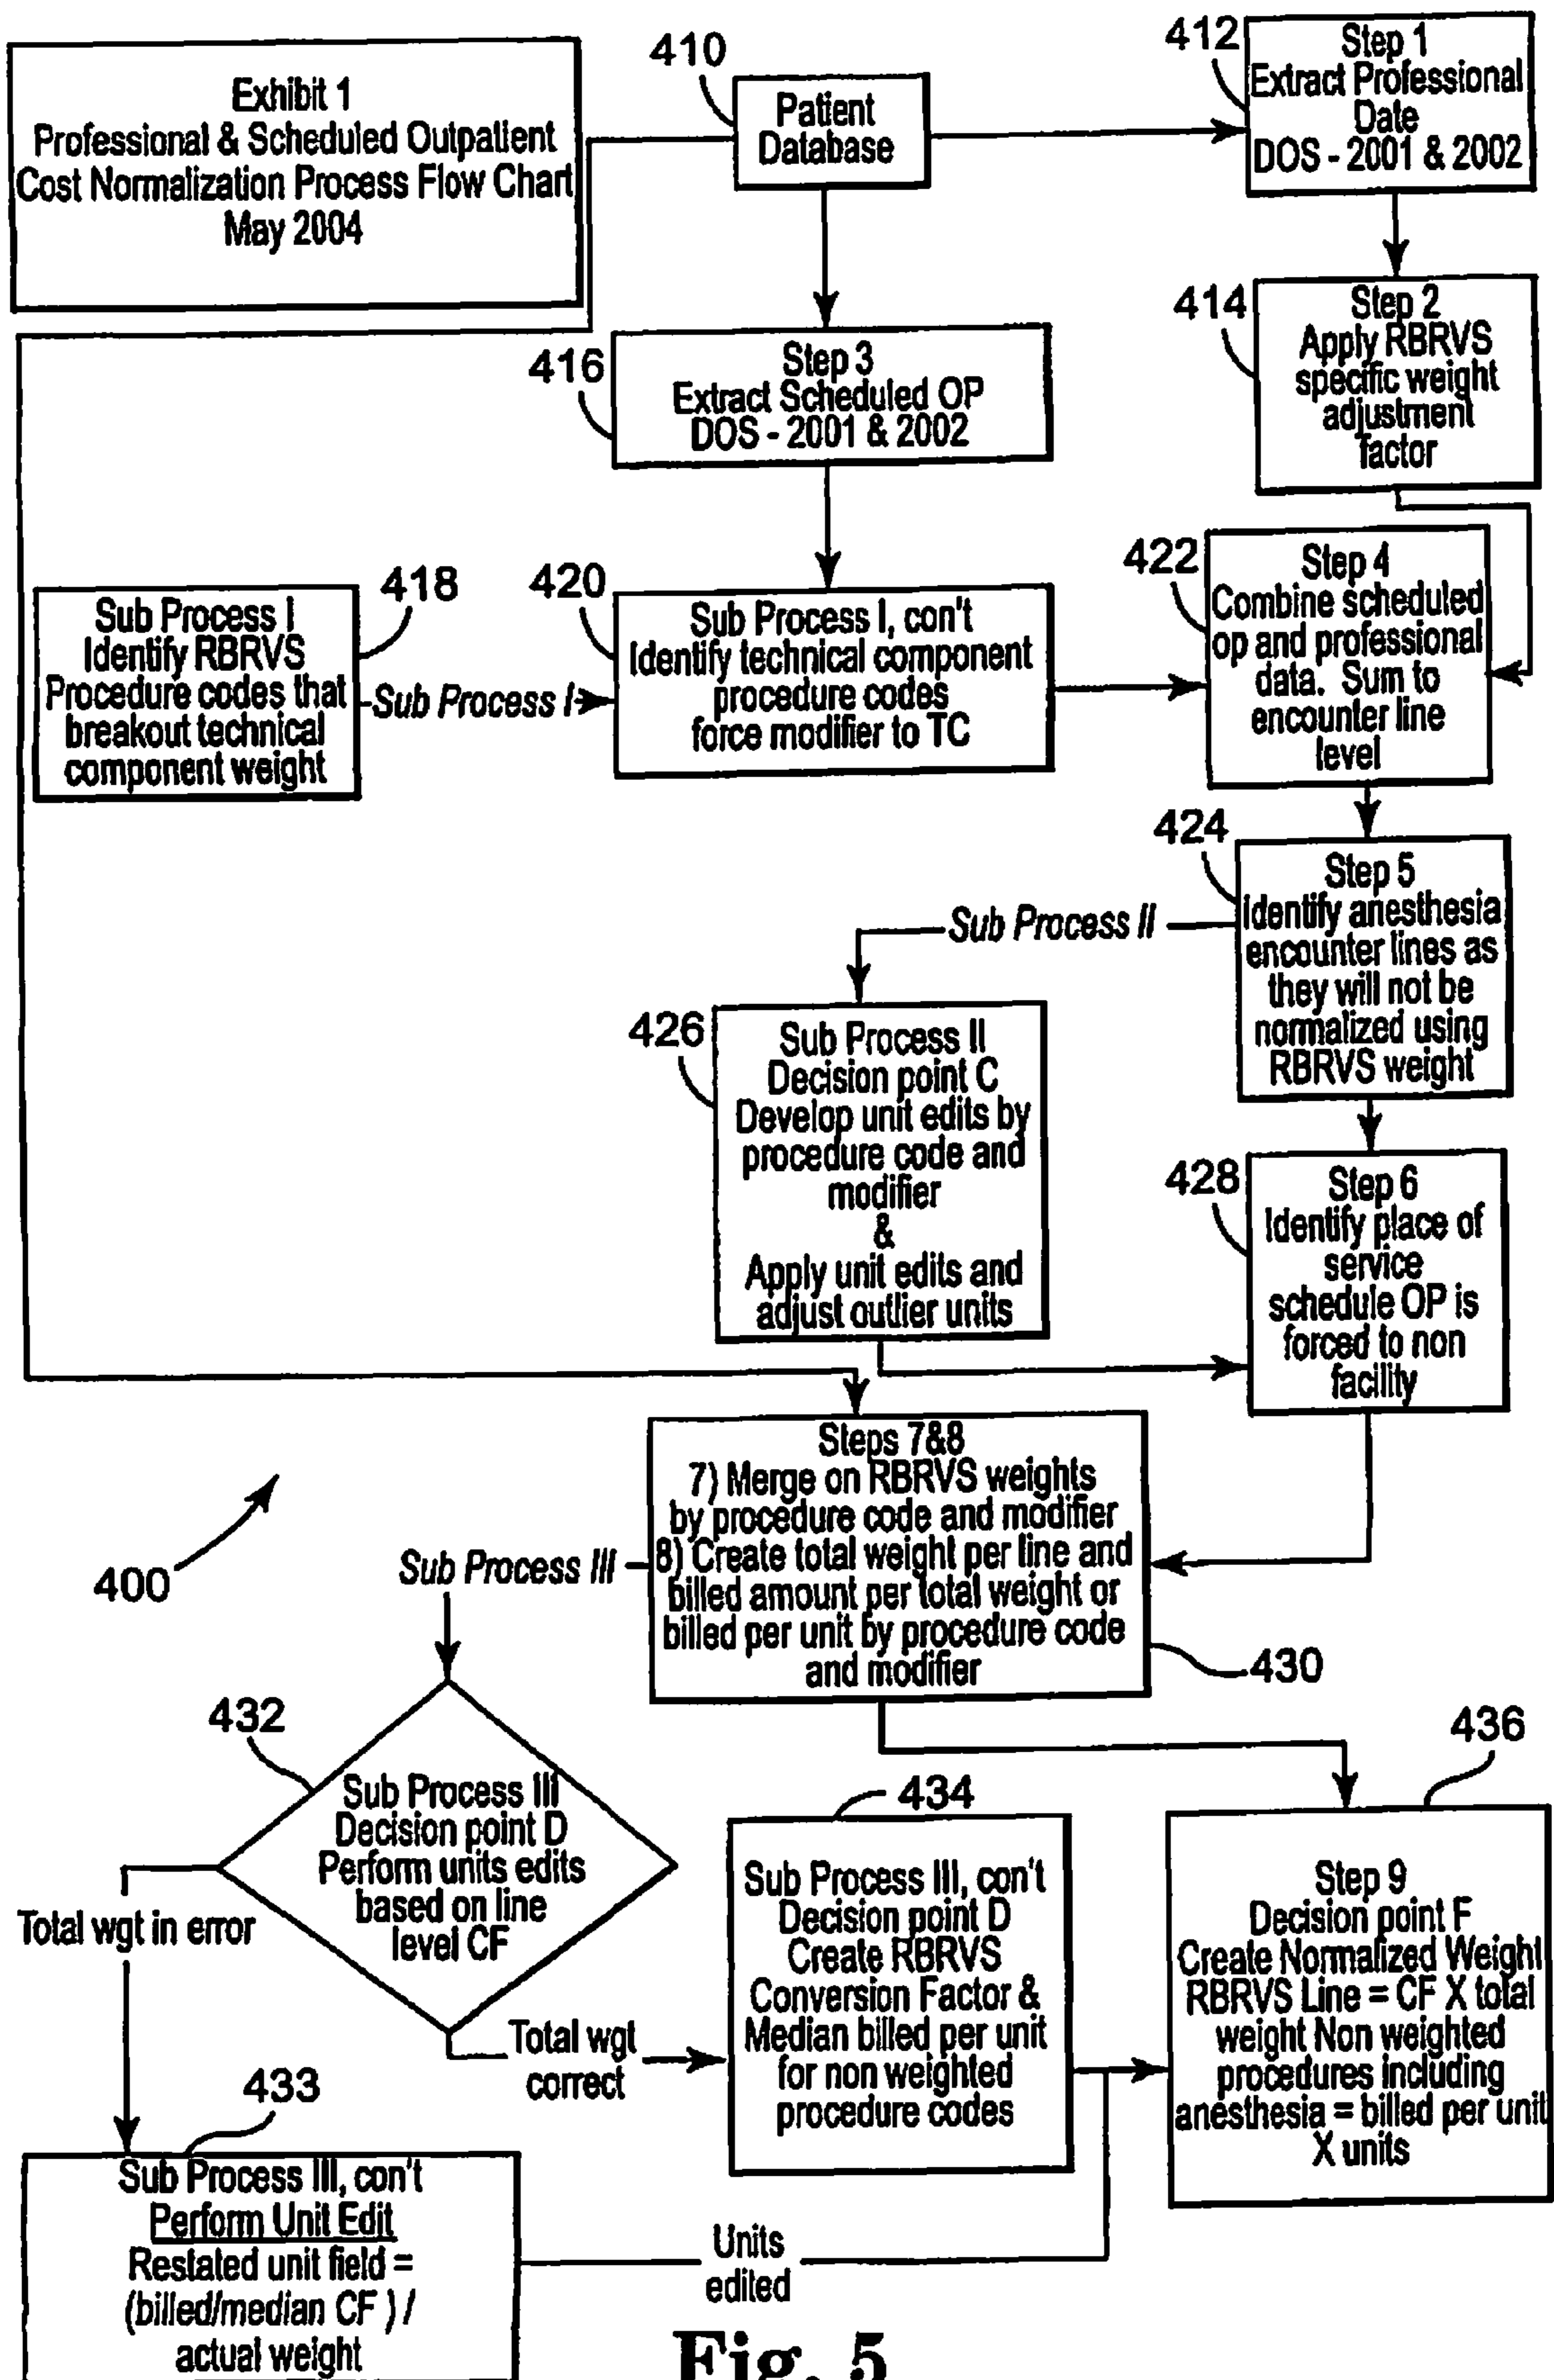 Exhibit 1
Professional & Scheduled Outpatient
Cost Normalization Process Flow Chart
May 2004
410
Patient
Database
412
Step 1
Extract Professional
Date
DOS - 2001 & 2002
414
Step 2
Apply RBRVS
specific weight
adjustment
factor
416
Step 3
Extract Scheduled OP
DOS - 2001 & 2002
418
Sub Process I
Identify RBRVS
Procedure codes that
breakout technical
component weight
Sub Process I
420
Sub Process I, con't
Identify technical component
procedure codes
force modifier to TC
422
Step 4
Combine scheduled
op and professional
data. Sum to
encounter line
level
424
Step 5
Identify anesthesia
encounter lines as
they will not be
normalized using
RBRVS weight
Sub Process II
426
Sub Process II
Decision point C
Develop unit edits by
procedure code and
modifier
&
Apply unit edits and
adjust outlier units
428
Step 6
Identify place of
service
schedule OP is
forced to non
facility
Steps 7&8
7) Merge on RBRVS weights
by procedure code and modifier
8) Create total weight per line and
billed amount per total weight or
billed per unit by procedure code
and modifier
430
400
Sub Process III
432
Sub Process III
Decision point D
Perform units edits
based on line
level CF
Total wgt in error
Total wgt
correct
434
Sub Process III, con't
Decision point D
Create RBRVS
Conversion Factor &
Median billed per unit
for non weighted
procedure codes
436
Step 9
Decision point F
Create Normalized Weight
RBRVS Line = CF X total
weight Non weighted
procedures including
anesthesia = billed per unit
X units
433
Sub Process III, con't
Perform Unit Edit
Restated unit field =
(billed/median CF ) /
actual weight
Units
edited
Fig. 5